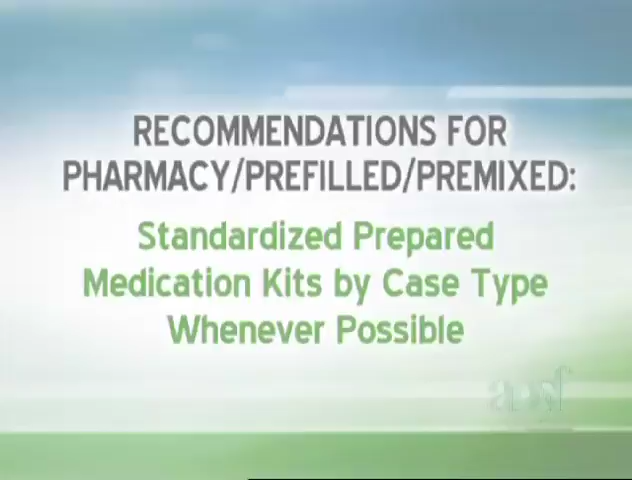 RECOMMENDATIONS FOR
PHARMACY/PREFILLED/PREMIXED:
Standardized Prepared
Medication Kits by Case Type
Whenever Possible